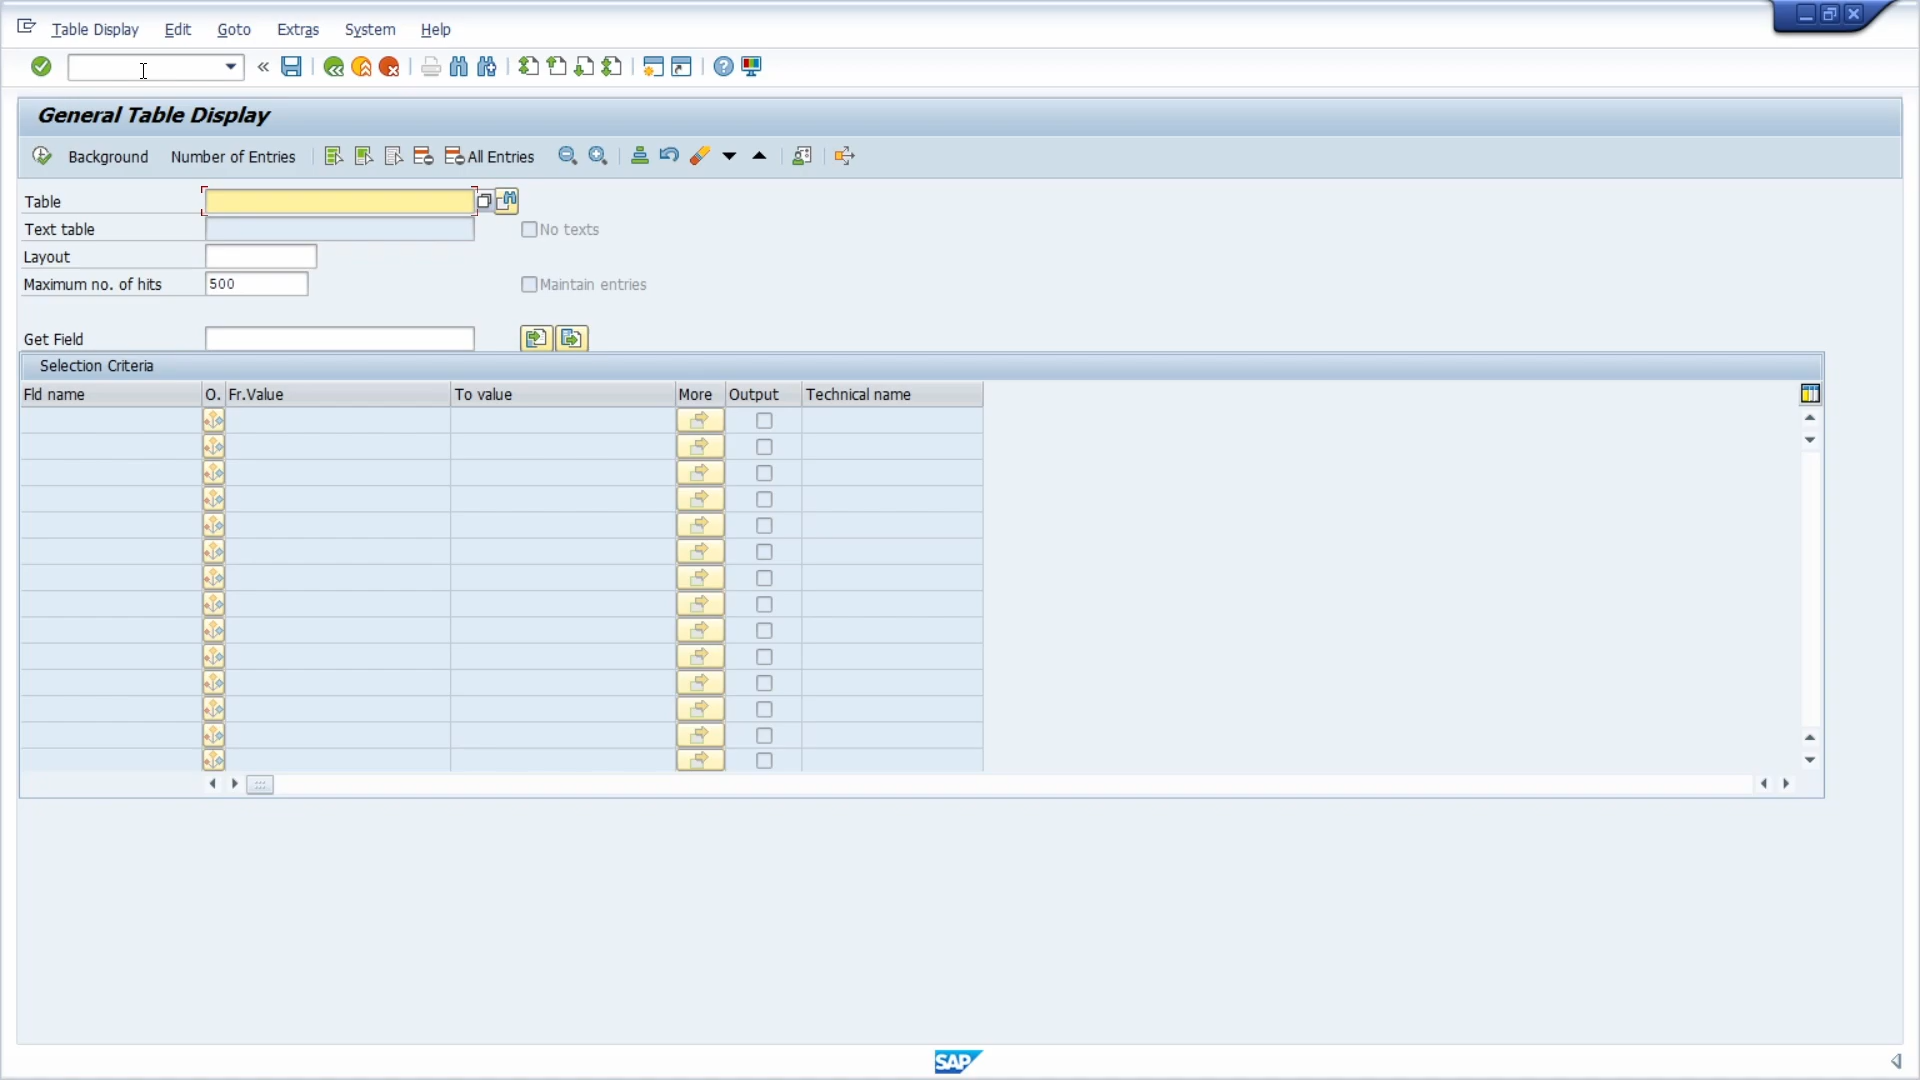 Table Display Edit Goto Extras System Help
General Table Display
Background Number of Entries All Entries
Table
Text table No texts
Layout
Maximum no. of hits 500 Maintain entries
Get Field
Selection Criteria
Fld name O. Fr.Value To value More Output Technical name
SAP